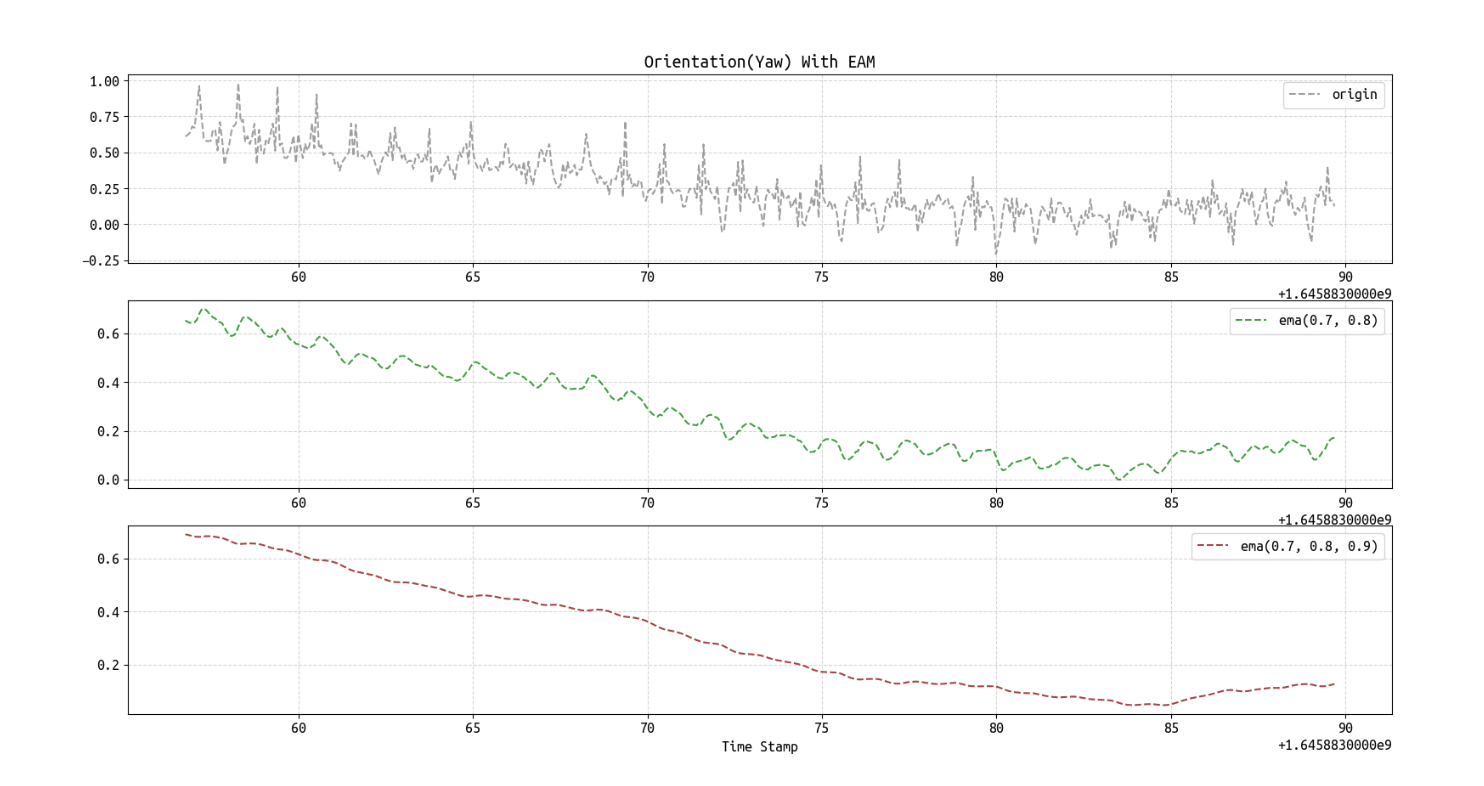 Orientation(Yaw) With EAM
1.00
0.75
0.50
0.25
0.00
−0.25
origin
60 65 70 75 80 85 90
+1.6458830000e9
0.6
0.4
0.2
0.0
ema(0.7, 0.8)
60 65 70 75 80 85 90
+1.6458830000e9
0.6
0.4
0.2
ema(0.7, 0.8, 0.9)
60 65 70 75 80 85 90
Time Stamp
+1.6458830000e9